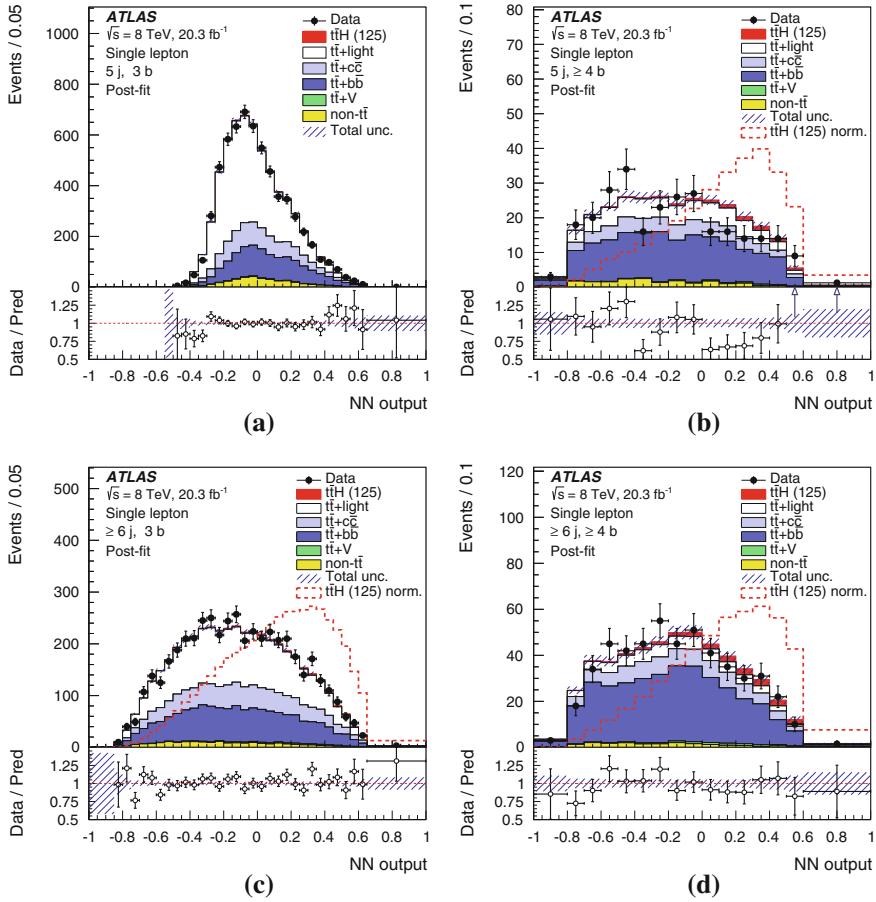 Events / 0.05
1000
800
600
400
200
0
ATLAS
√s = 8 TeV, 20.3 fb⁻¹
Single lepton
5 j, 3 b
Post-fit
Data
tt̄H (125)
tt̄+light
tt̄+cc̄
tt̄+bb̄
tt̄+V
non-tt̄
Total unc.
Data / Pred
1.25
1
0.75
0.5
-1 -0.8 -0.6 -0.4 -0.2 0 0.2 0.4 0.6 0.8 1
NN output
(a)
Events / 0.1
80
70
60
50
40
30
20
10
0
ATLAS
√s = 8 TeV, 20.3 fb⁻¹
Single lepton
5 j, ≥ 4 b
Post-fit
Data
tt̄H (125)
tt̄+light
tt̄+cc̄
tt̄+bb̄
tt̄+V
non-tt̄
Total unc.
tt̄H (125) norm.
Data / Pred
1.25
1
0.75
0.5
-1 -0.8 -0.6 -0.4 -0.2 0 0.2 0.4 0.6 0.8 1
NN output
(b)
Events / 0.05
500
400
300
200
100
0
ATLAS
√s = 8 TeV, 20.3 fb⁻¹
Single lepton
≥ 6 j, 3 b
Post-fit
Data
tt̄H (125)
tt̄+light
tt̄+cc̄
tt̄+bb̄
tt̄+V
non-tt̄
Total unc.
tt̄H (125) norm.
Data / Pred
1.25
1
0.75
0.5
-1 -0.8 -0.6 -0.4 -0.2 0 0.2 0.4 0.6 0.8 1
NN output
(c)
Events / 0.1
120
100
80
60
40
20
0
ATLAS
√s = 8 TeV, 20.3 fb⁻¹
Single lepton
≥ 6 j, ≥ 4 b
Post-fit
Data
tt̄H (125)
tt̄+light
tt̄+cc̄
tt̄+bb̄
tt̄+V
non-tt̄
Total unc.
tt̄H (125) norm.
Data / Pred
1.25
1
0.75
0.5
-1 -0.8 -0.6 -0.4 -0.2 0 0.2 0.4 0.6 0.8 1
NN output
(d)